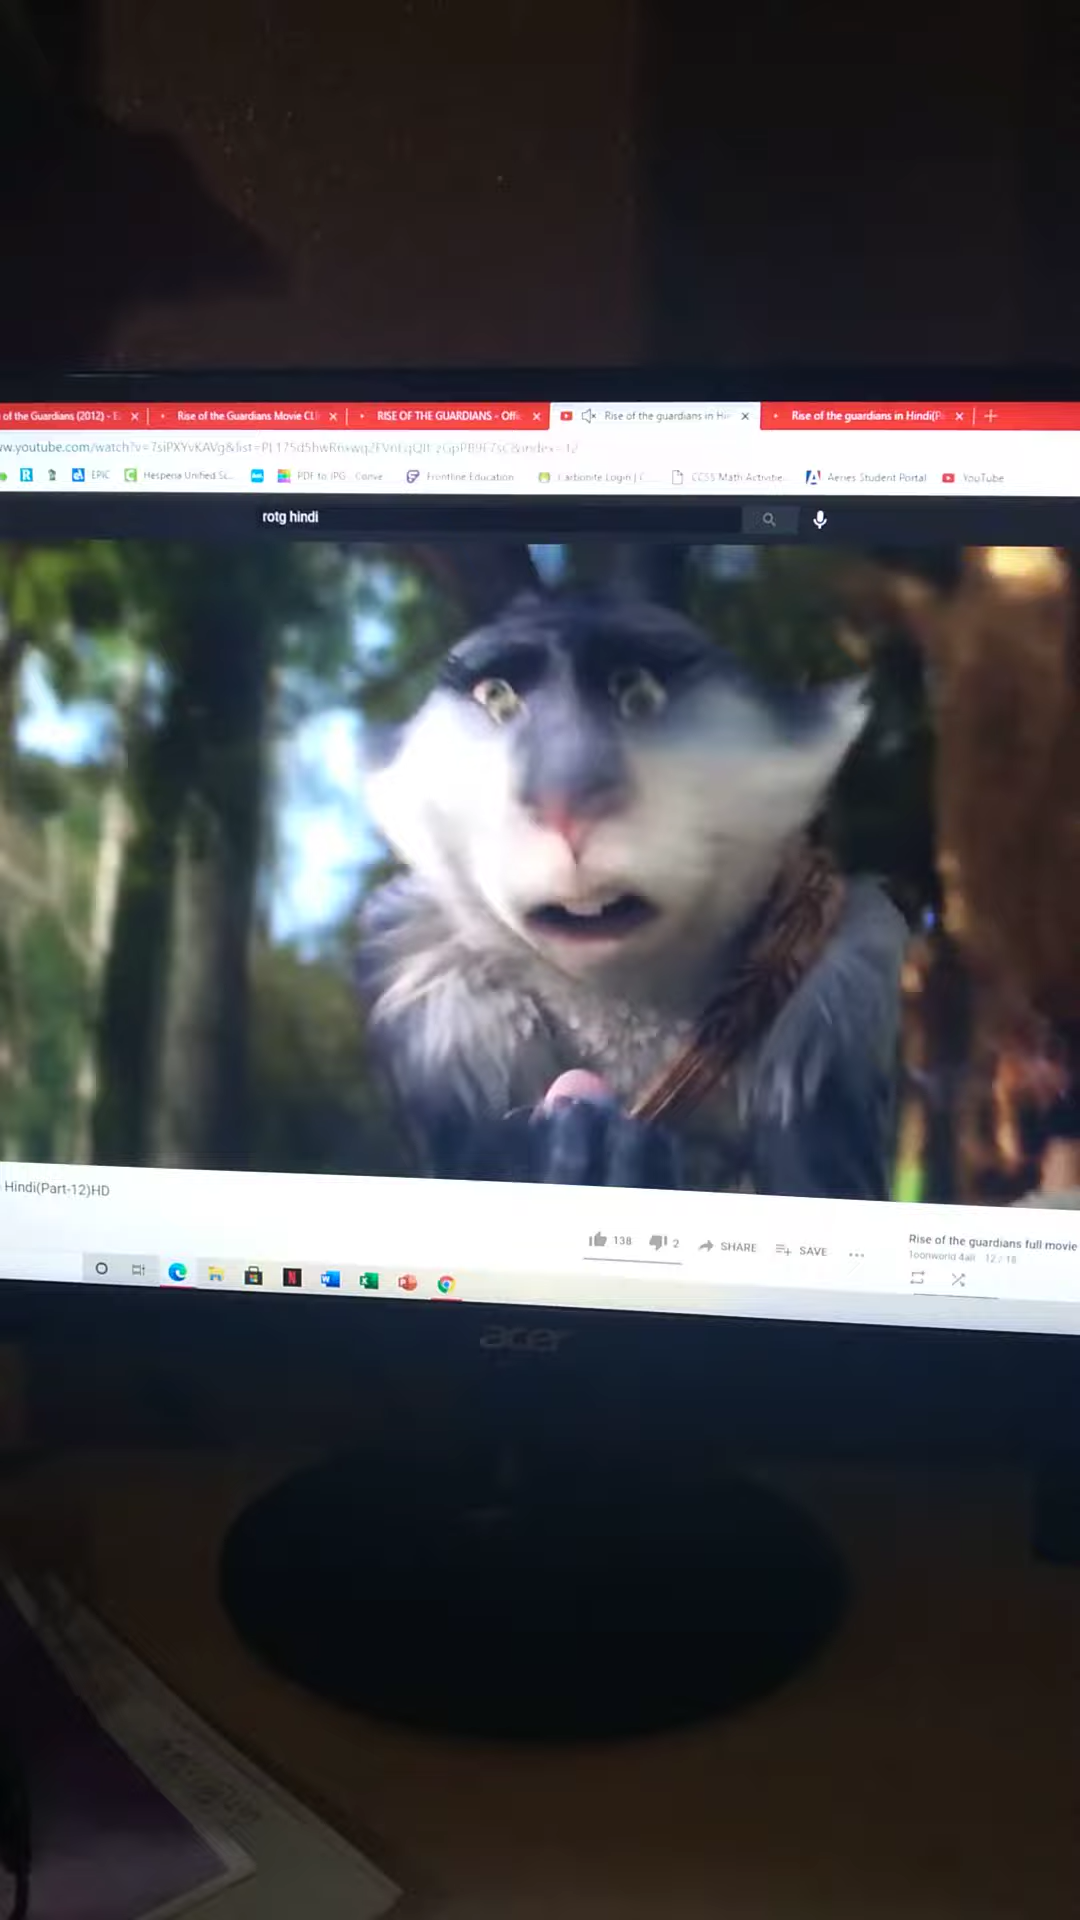 of the Guardians (2012) - E
Rise of the Guardians Movie CLI
RISE OF THE GUARDIANS - Offi
Rise of the guardians in Hi
Rise of the guardians in Hindi(P
EPIC
Hesperia Unified Sc...
PDF to JPG - Conve
Frontline Education
Carbonite Login |
CCSS Math Activitie...
Aeries Student Portal
YouTube
rotg hindi
Hindi(Part-12)HD
138
2
SHARE
SAVE
Rise of the guardians full movie
Toonworld 4all 12 / 18
acer